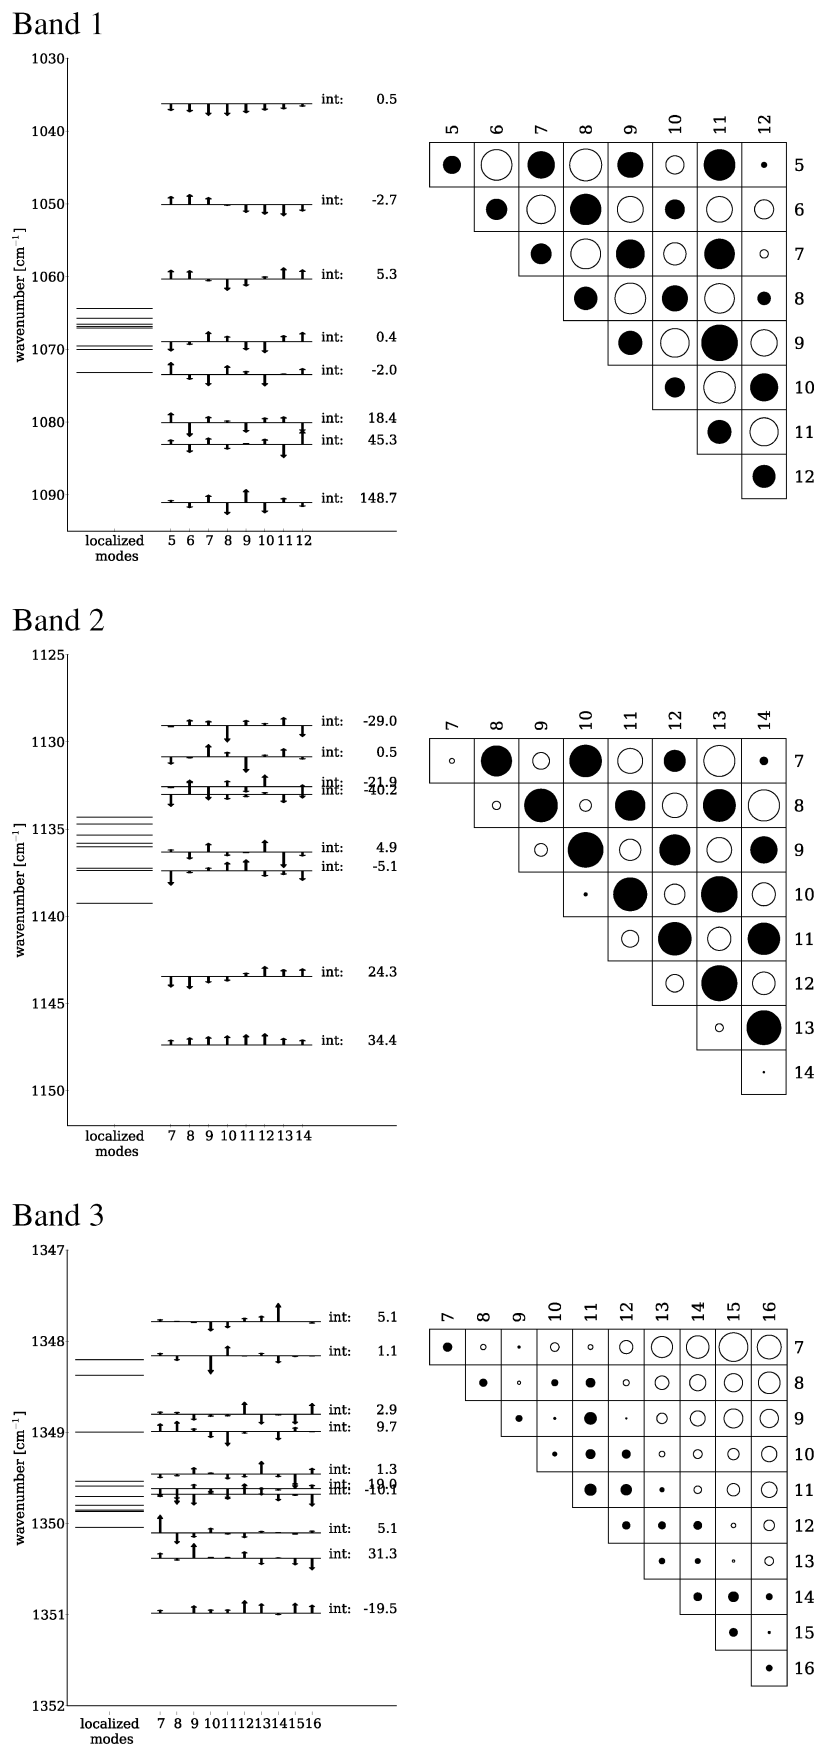 Band 1
1030
1040
1050
1060
1070
1080
1090
wavenumber [cm⁻¹]
int: 0.5
int: -2.7
int: 5.3
int: 0.4
int: -2.0
int: 18.4
int: 45.3
int: 148.7
localized modes
5 6 7 8 9 10 11 12
5 6 7 8 9 10 11 12
5
6
7
8
9
10
11
12
Band 2
1125
1130
1135
1140
1145
1150
wavenumber [cm⁻¹]
int: -29.0
int: 0.5
int: -21.9
int: -40.2
int: 4.9
int: -5.1
int: 24.3
int: 34.4
localized modes
7 8 9 10 11 12 13 14
7 8 9 10 11 12 13 14
7
8
9
10
11
12
13
14
Band 3
1347
1348
1349
1350
1351
1352
wavenumber [cm⁻¹]
int: 5.1
int: 1.1
int: 2.9
int: 9.7
int: 1.3
int: 19.0
int: -10.1
int: 5.1
int: 31.3
int: -19.5
localized modes
7 8 9 10 11 12 13 14 15 16
7 8 9 10 11 12 13 14 15 16
7
8
9
10
11
12
13
14
15
16